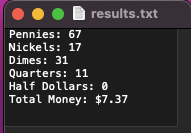 results.txt
Pennies: 67
Nickels: 17
Dimes: 31
Quarters: 11
Half Dollars: 0
Total Money: $7.37